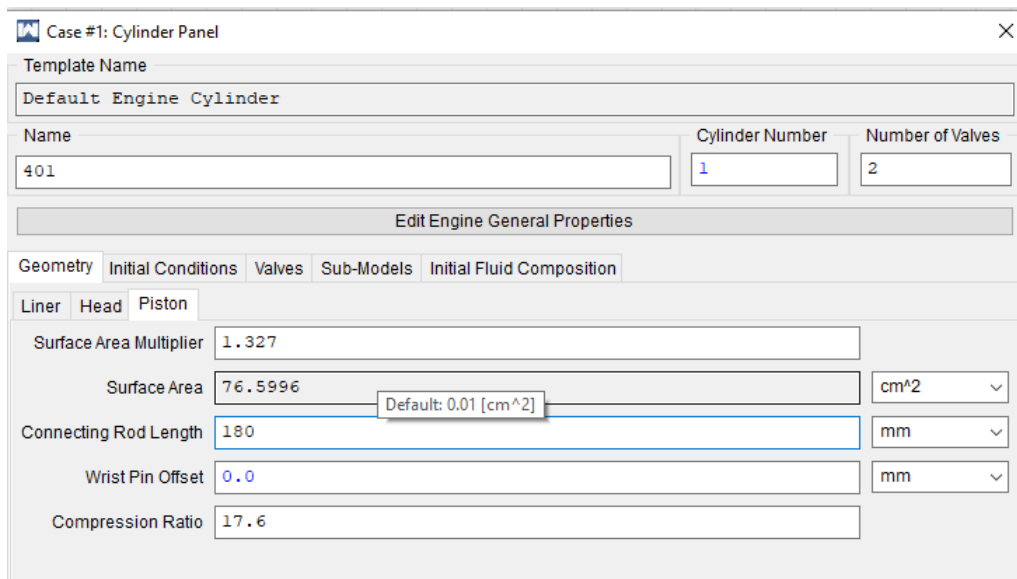 Case #1: Cylinder Panel
Template Name
Default Engine Cylinder
Name Cylinder Number Number of Valves
401 1 2
Edit Engine General Properties
Geometry Initial Conditions Valves Sub-Models Initial Fluid Composition
Liner Head Piston
Surface Area Multiplier 1.327
Surface Area 76.5996 cm^2
Default: 0.01 [cm^2]
Connecting Rod Length 180 mm
Wrist Pin Offset 0.0 mm
Compression Ratio 17.6